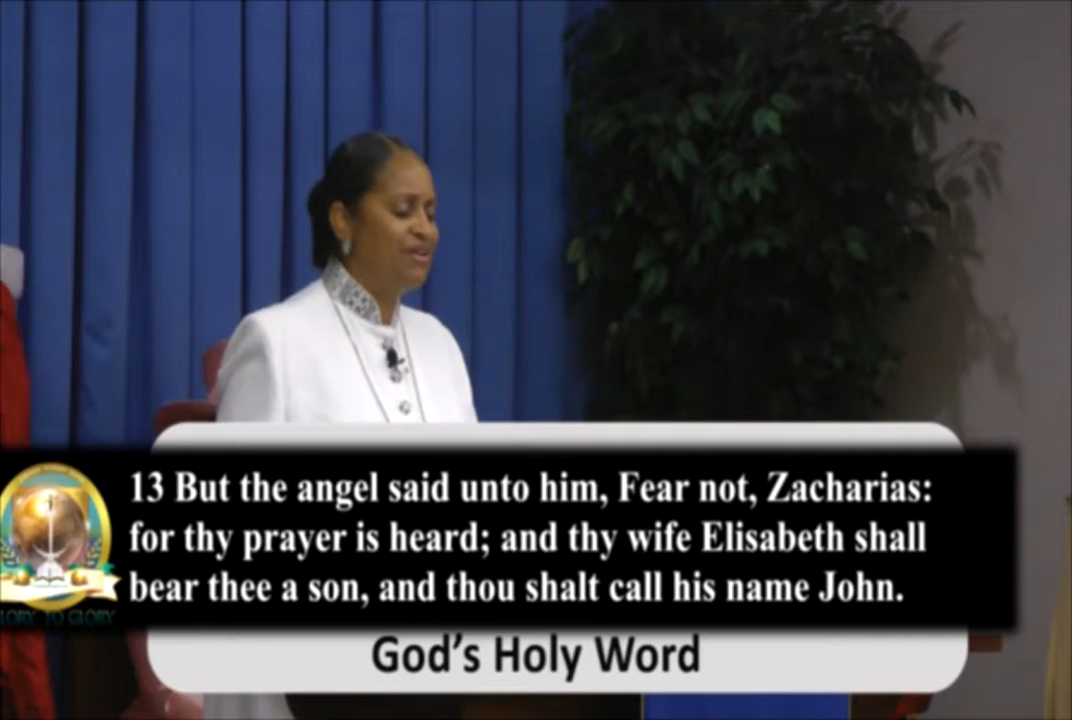 13 But the angel said unto him, Fear not, Zacharias:
for thy prayer is heard; and thy wife Elisabeth shall
bear thee a son, and thou shalt call his name John.
LORY TO GLORY
God's Holy Word